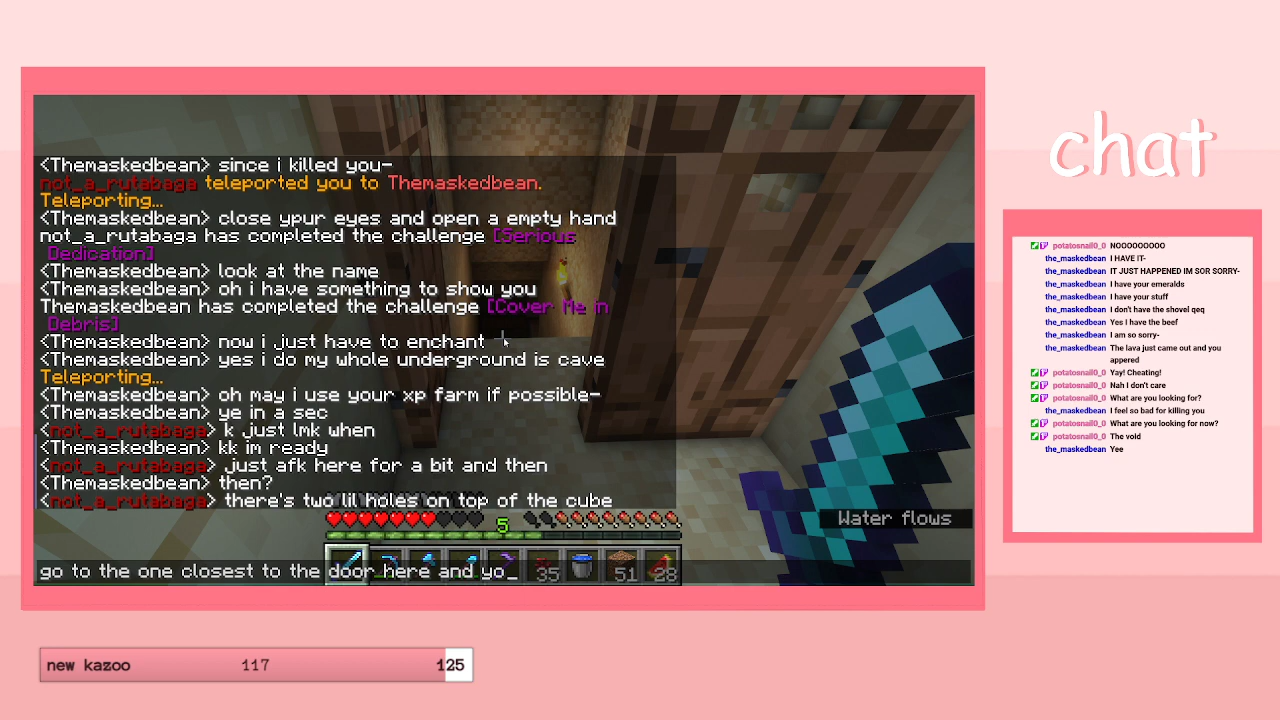 <Themaskedbean> since i killed you-
not_a_rutabaga teleported you to Themaskedbean.
Teleporting...
<Themaskedbean> close ypur eyes and open a empty hand
not_a_rutabaga has completed the challenge [Serious
Dedication]
<Themaskedbean> look at the name
<Themaskedbean> oh i have something to show you
Themaskedbean has completed the challenge [Cover Me in
Debris]
<Themaskedbean> now i just have to enchant
<Themaskedbean> yes i do my whole underground is cave
Teleporting...
<Themaskedbean> oh may i use your xp farm if possible-
<Themaskedbean> ye in a sec
<not_a_rutabaga> k just lmk when
<Themaskedbean> kk im ready
<not_a_rutabaga> just afk here for a bit and then
<Themaskedbean> then?
<not_a_rutabaga> there's two lil holes on top of the cube
5
Water flows
go to the one closest to the door here and yo_
35 51 28
new kazoo 117 125
chat
potatosnail0_0 NOOOOOOOOO
the_maskedbean I HAVE IT-
the_maskedbean IT JUST HAPPENED IM SOR SORRY-
the_maskedbean I have your emeralds
the_maskedbean I have your stuff
the_maskedbean I don't have the shovel qeq
the_maskedbean Yes I have the beef
the_maskedbean I am so sorry-
the_maskedbean The lava just came out and you
appered
potatosnail0_0 Yay! Cheating!
potatosnail0_0 Nah I don't care
potatosnail0_0 What are you looking for?
the_maskedbean I feel so bad for killing you
potatosnail0_0 What are you looking for now?
potatosnail0_0 The void
the_maskedbean Yee